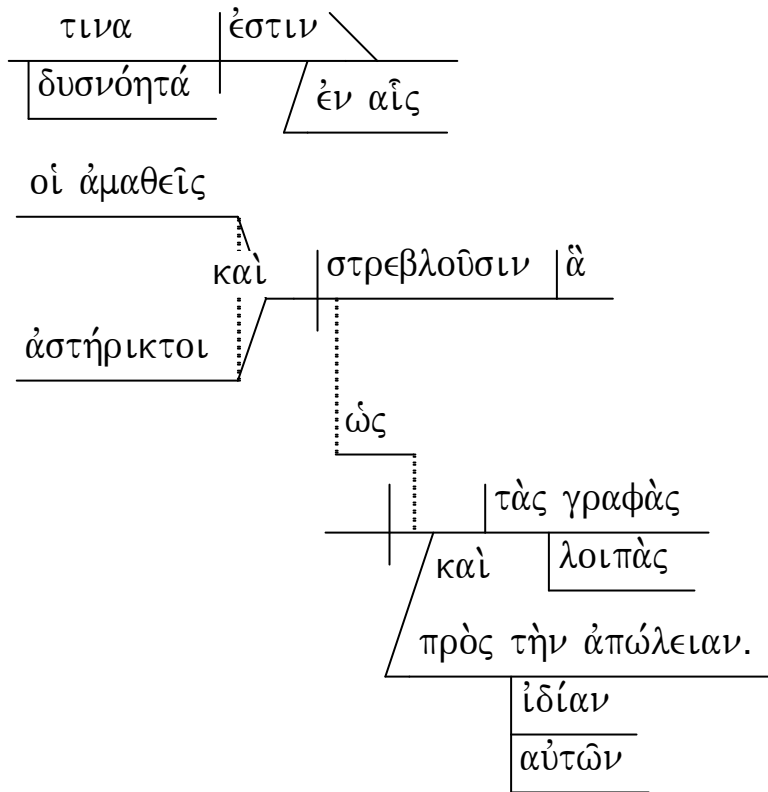 τινα ἐστιν
δυσνόητά ἐν αἷς
οἱ ἀμαθεῖς
καὶ στρεβλοῦσιν ἃ
ἀστήρικτοι
ὡς
τὰς γραφὰς
καὶ λοιπὰς
πρὸς τὴν ἀπώλειαν.
ἰδίαν
αὐτῶν